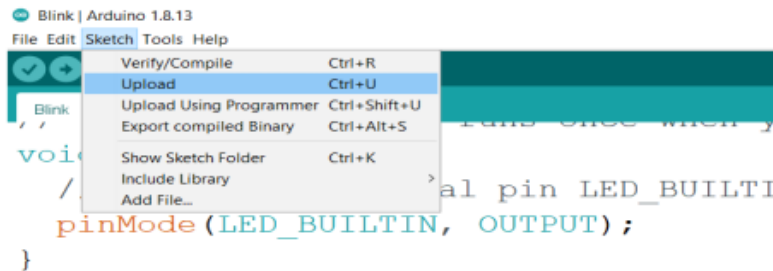 Blink | Arduino 1.8.13
File Edit Sketch Tools Help
Verify/Compile Ctrl+R
Upload Ctrl+U
Upload Using Programmer Ctrl+Shift+U
Export compiled Binary Ctrl+Alt+S
Show Sketch Folder Ctrl+K
Include Library >
Add File...
Blink
// runs once when y
voi
/ al pin LED_BUILTI
pinMode(LED_BUILTIN, OUTPUT);
}